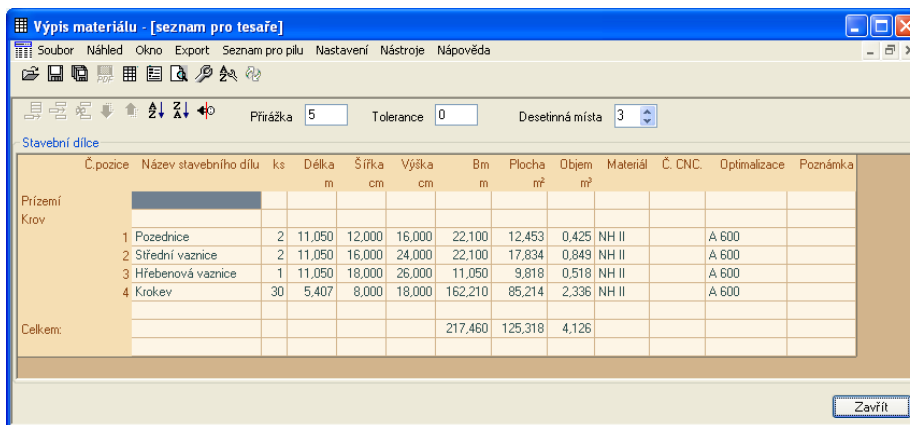 Výpis materiálu - [seznam pro tesaře]
Soubor Náhled Okno Export Seznam pro pilu Nastavení Nástroje Nápověda
PDF
Přirážka 5 Tolerance 0 Desetinná místa 3
Stavební dílce
Č.pozice Název stavebního dílu ks Délka Šířka Výška Bm Plocha Objem Materiál Č. CNC. Optimalizace Poznámka
m cm cm m m² m³
Prízemí
Krov
1 Pozednice 2 11,050 12,000 16,000 22,100 12,453 0,425 NH II A 600
2 Střední vaznice 2 11,050 16,000 24,000 22,100 17,834 0,849 NH II A 600
3 Hřebenová vaznice 1 11,050 18,000 26,000 11,050 9,818 0,518 NH II A 600
4 Krokev 30 5,407 8,000 18,000 162,210 85,214 2,336 NH II A 600
Celkem: 217,460 125,318 4,126
Zavřít